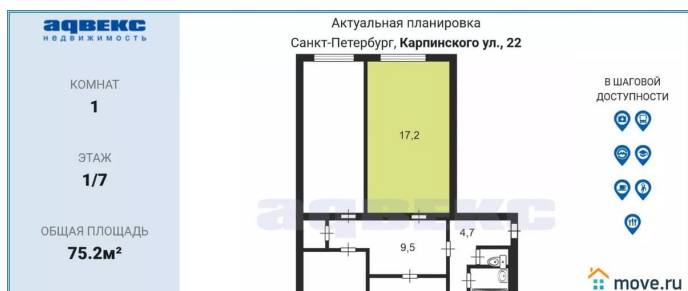 адвекс
недвижимость
КОМНАТ
1
ЭТАЖ
1/7
ОБЩАЯ ПЛОЩАДЬ
75.2м²
Актуальная планировка
Санкт-Петербург, Карпинского ул., 22
17,2
адвекс
9,5
4,7
В ШАГОВОЙ
ДОСТУПНОСТИ
move.ru